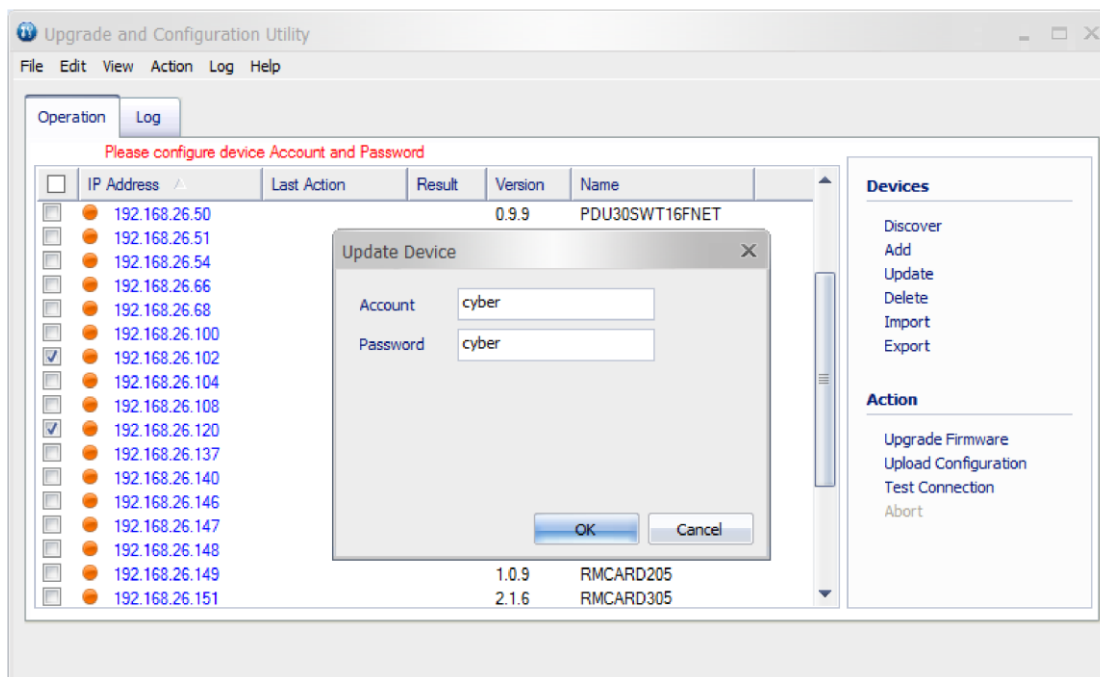 Upgrade and Configuration Utility
File Edit View Action Log Help
Operation Log
Please configure device Account and Password
IP Address Last Action Result Version Name
192.168.26.50 0.9.9 PDU30SWT16FNET
192.168.26.51
192.168.26.54
192.168.26.66
192.168.26.68
192.168.26.100
192.168.26.102
192.168.26.104
192.168.26.108
192.168.26.120
192.168.26.137
192.168.26.140
192.168.26.146
192.168.26.147
192.168.26.148
192.168.26.149 1.0.9 RMCARD205
192.168.26.151 2.1.6 RMCARD305
Update Device
Account cyber
Password cyber
OK Cancel
Devices
Discover
Add
Update
Delete
Import
Export
Action
Upgrade Firmware
Upload Configuration
Test Connection
Abort